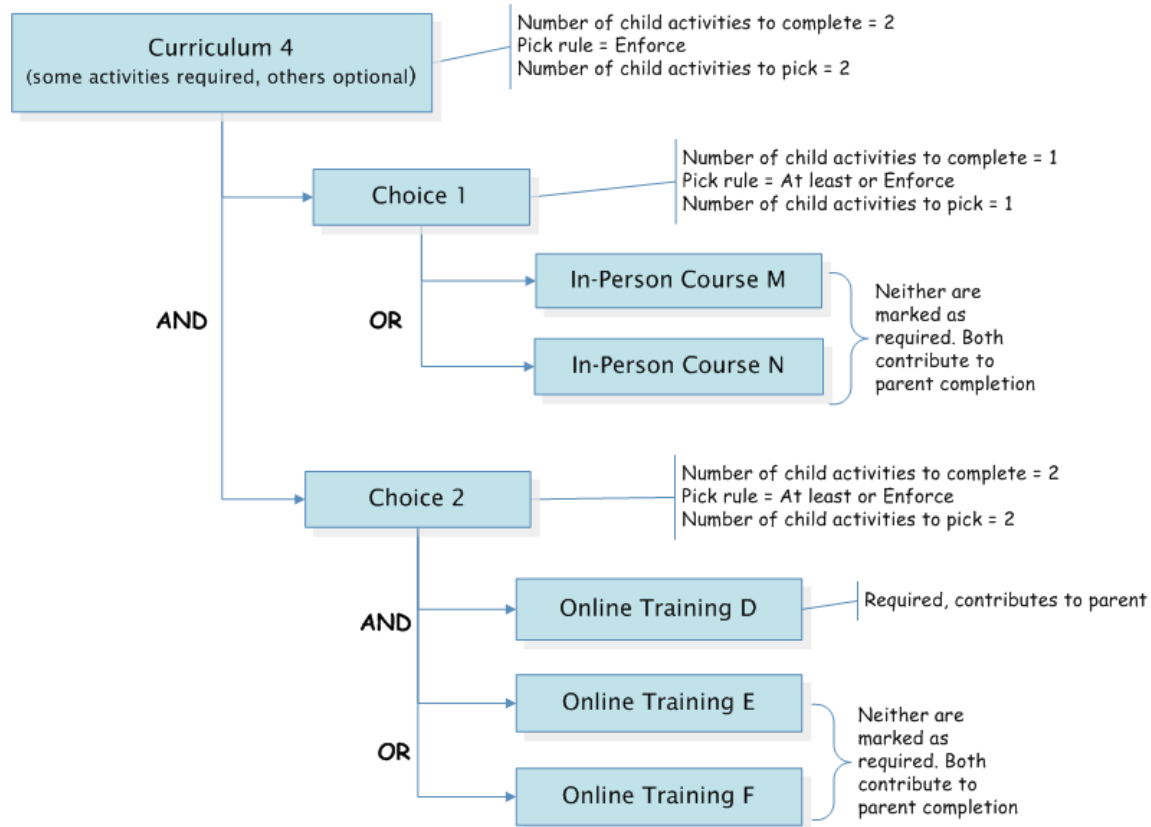 Curriculum 4
(some activities required, others optional)
Number of child activities to complete = 2
Pick rule = Enforce
Number of child activities to pick = 2
Choice 1
Number of child activities to complete = 1
Pick rule = At least or Enforce
Number of child activities to pick = 1
AND
OR
In-Person Course M
In-Person Course N
Neither are
marked as
required. Both
contribute to
parent completion
Choice 2
Number of child activities to complete = 2
Pick rule = At least or Enforce
Number of child activities to pick = 2
AND
Online Training D
Required, contributes to parent
OR
Online Training E
Online Training F
Neither are
marked as
required. Both
contribute to
parent completion